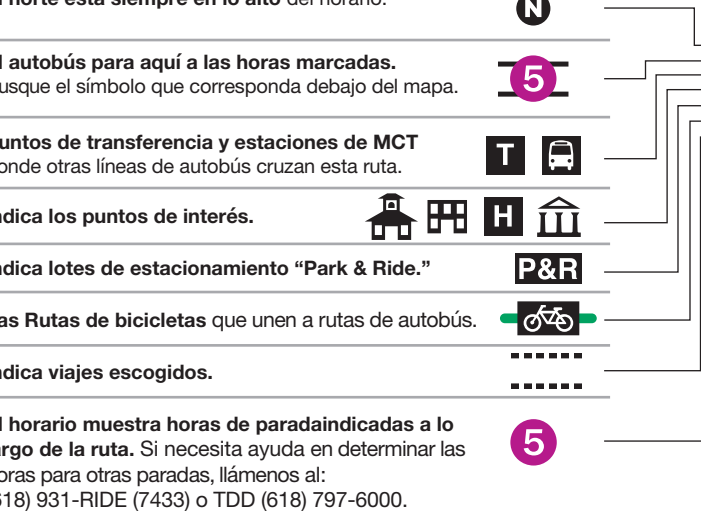 norte está siempre en lo alto del horario. N
autobús para aquí a las horas marcadas.
usque el símbolo que corresponda debajo del mapa. 5
untos de transferencia y estaciones de MCT
onde otras líneas de autobús cruzan esta ruta. T
ndica los puntos de interés. H
ndica lotes de estacionamiento “Park & Ride.” P&R
as Rutas de bicicletas que unen a rutas de autobús.
ndica viajes escogidos.
l horario muestra horas de paradaindicadas a lo
argo de la ruta. Si necesita ayuda en determinar las
oras para otras paradas, llámenos al: 5
618) 931-RIDE (7433) o TDD (618) 797-6000.